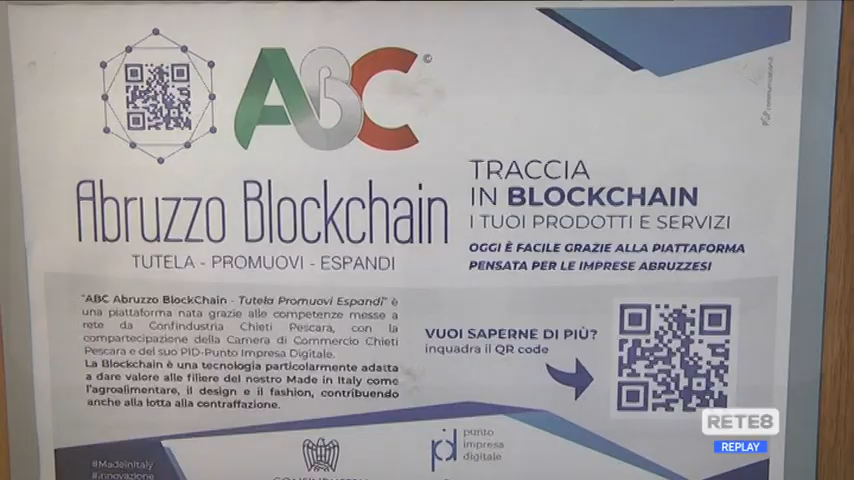 ABC©
Abruzzo Blockchain
TUTELA - PROMUOVI - ESPANDI
PGP communications
TRACCIA
IN BLOCKCHAIN
I TUOI PRODOTTI E SERVIZI
OGGI È FACILE GRAZIE ALLA PIATTAFORMA
PENSATA PER LE IMPRESE ABRUZZESI
"ABC Abruzzo BlockChain - Tutela Promuovi Espandi" è
una piattaforma nata grazie alle competenze messe a
rete da Confindustria Chieti Pescara, con la
compartecipazione della Camera di Commercio Chieti
Pescara e del suo PID-Punto Impresa Digitale.
La Blockchain è una tecnologia particolarmente adatta
a dare valore alle filiere del nostro Made in Italy come
l'agroalimentare, il design e il fashion, contribuendo
anche alla lotta alla contraffazione.
VUOI SAPERNE DI PIÙ?
inquadra il QR code
#MadeinItaly
#innovazione
pid
punto
impresa
digitale
RETE8
REPLAY